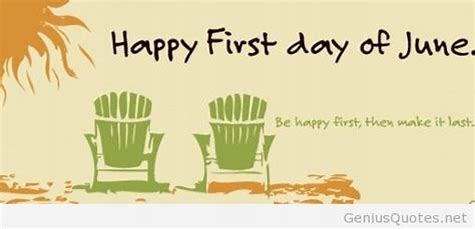 Happy First day of June.
Be happy first, then make it last.
GeniusQuotes.net